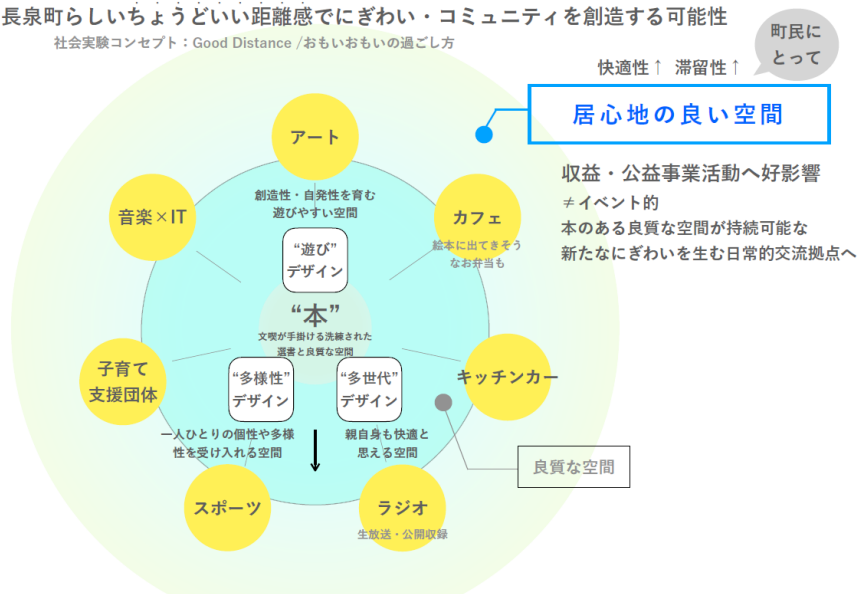 長泉町らしいちょうどいい距離感でにぎわい・コミュニティを創造する可能性
社会実験コンセプト：Good Distance /おもいおもいの過ごし方
町民に
とって
快適性↑ 滞留性↑
居心地の良い空間
収益・公益事業活動へ好影響
≠イベント的
本のある良質な空間が持続可能な
新たなにぎわいを生む日常的交流拠点へ
アート
創造性・自発性を育む
遊びやすい空間
音楽×IT
カフェ
絵本に出てきそう
なお弁当も
“遊び”
デザイン
“本”
文喫が手掛ける洗練された
選書と良質な空間
子育て
支援団体
キッチンカー
“多様性”
デザイン
“多世代”
デザイン
一人ひとりの個性や多様
性を受け入れる空間
親自身も快適と
思える空間
良質な空間
スポーツ
ラジオ
生放送・公開収録